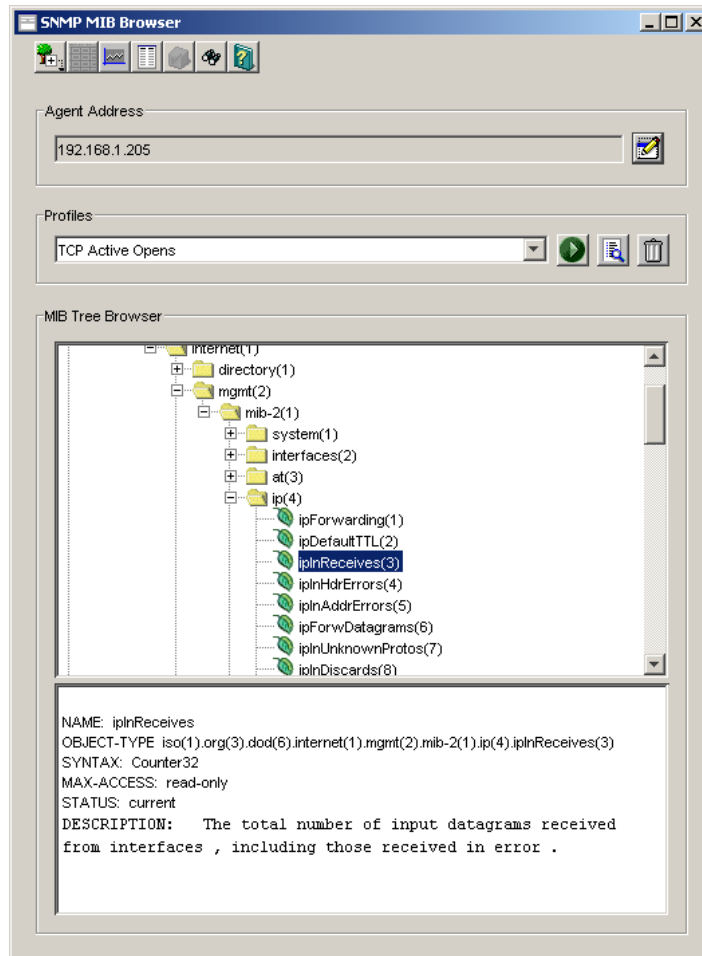 SNMP MIB Browser
Agent Address
192.168.1.205
Profiles
TCP Active Opens
MIB Tree Browser
internet(1)
directory(1)
mgmt(2)
mib-2(1)
system(1)
interfaces(2)
at(3)
ip(4)
ipForwarding(1)
ipDefaultTTL(2)
ipInReceives(3)
ipInHdrErrors(4)
ipInAddrErrors(5)
ipForwDatagrams(6)
ipInUnknownProtos(7)
ipInDiscards(8)
NAME: ipInReceives
OBJECT-TYPE iso(1).org(3).dod(6).internet(1).mgmt(2).mib-2(1).ip(4).ipInReceives(3)
SYNTAX: Counter32
MAX-ACCESS: read-only
STATUS: current
DESCRIPTION: The total number of input datagrams received
from interfaces , including those received in error .